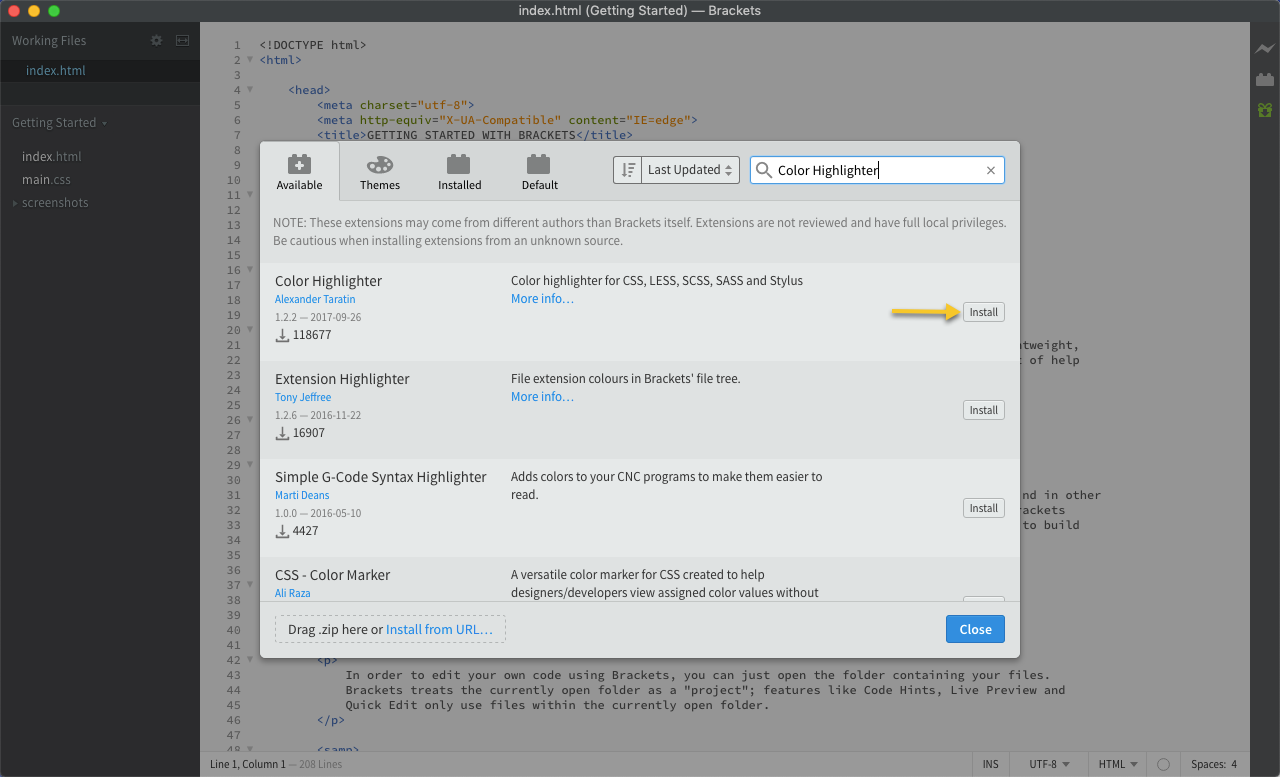 index.html (Getting Started) — Brackets
Working Files
index.html
Getting Started
index.html
main.css
screenshots
1 <!DOCTYPE html>
2 <html>
3
4 <head>
5 <meta charset="utf-8">
6 <meta http-equiv="X-UA-Compatible" content="IE=edge">
7 <title>GETTING STARTED WITH BRACKETS</title>
8
9
10
11
12
13
14
15
16
17
18
19
20
21 tweight,
22 of help
23
24
25
26
27
28
29
30
31 nd in other
32 rackets
33 to build
34
35
36
37
38
39
40
41
Available
Themes
Installed
Default
Last Updated
Color Highlighter
NOTE: These extensions may come from different authors than Brackets itself. Extensions are not reviewed and have full local privileges.
Be cautious when installing extensions from an unknown source.
Color Highlighter
Alexander Taratin
1.2.2 — 2017-09-26
118677
Color highlighter for CSS, LESS, SCSS, SASS and Stylus
More info…
Install
Extension Highlighter
Tony Jeffree
1.2.6 — 2016-11-22
16907
File extension colours in Brackets' file tree.
More info…
Install
Simple G-Code Syntax Highlighter
Marti Deans
1.0.0 — 2016-05-10
4427
Adds colors to your CNC programs to make them easier to
read.
Install
CSS - Color Marker
Ali Raza
A versatile color marker for CSS created to help
designers/developers view assigned color values without
Drag .zip here or Install from URL…
Close
42 <p>
43 In order to edit your own code using Brackets, you can just open the folder containing your files.
44 Brackets treats the currently open folder as a "project"; features like Code Hints, Live Preview and
45 Quick Edit only use files within the currently open folder.
46 </p>
47
48 <samp>
Line 1, Column 1 — 208 Lines
INS
UTF-8
HTML
Spaces: 4